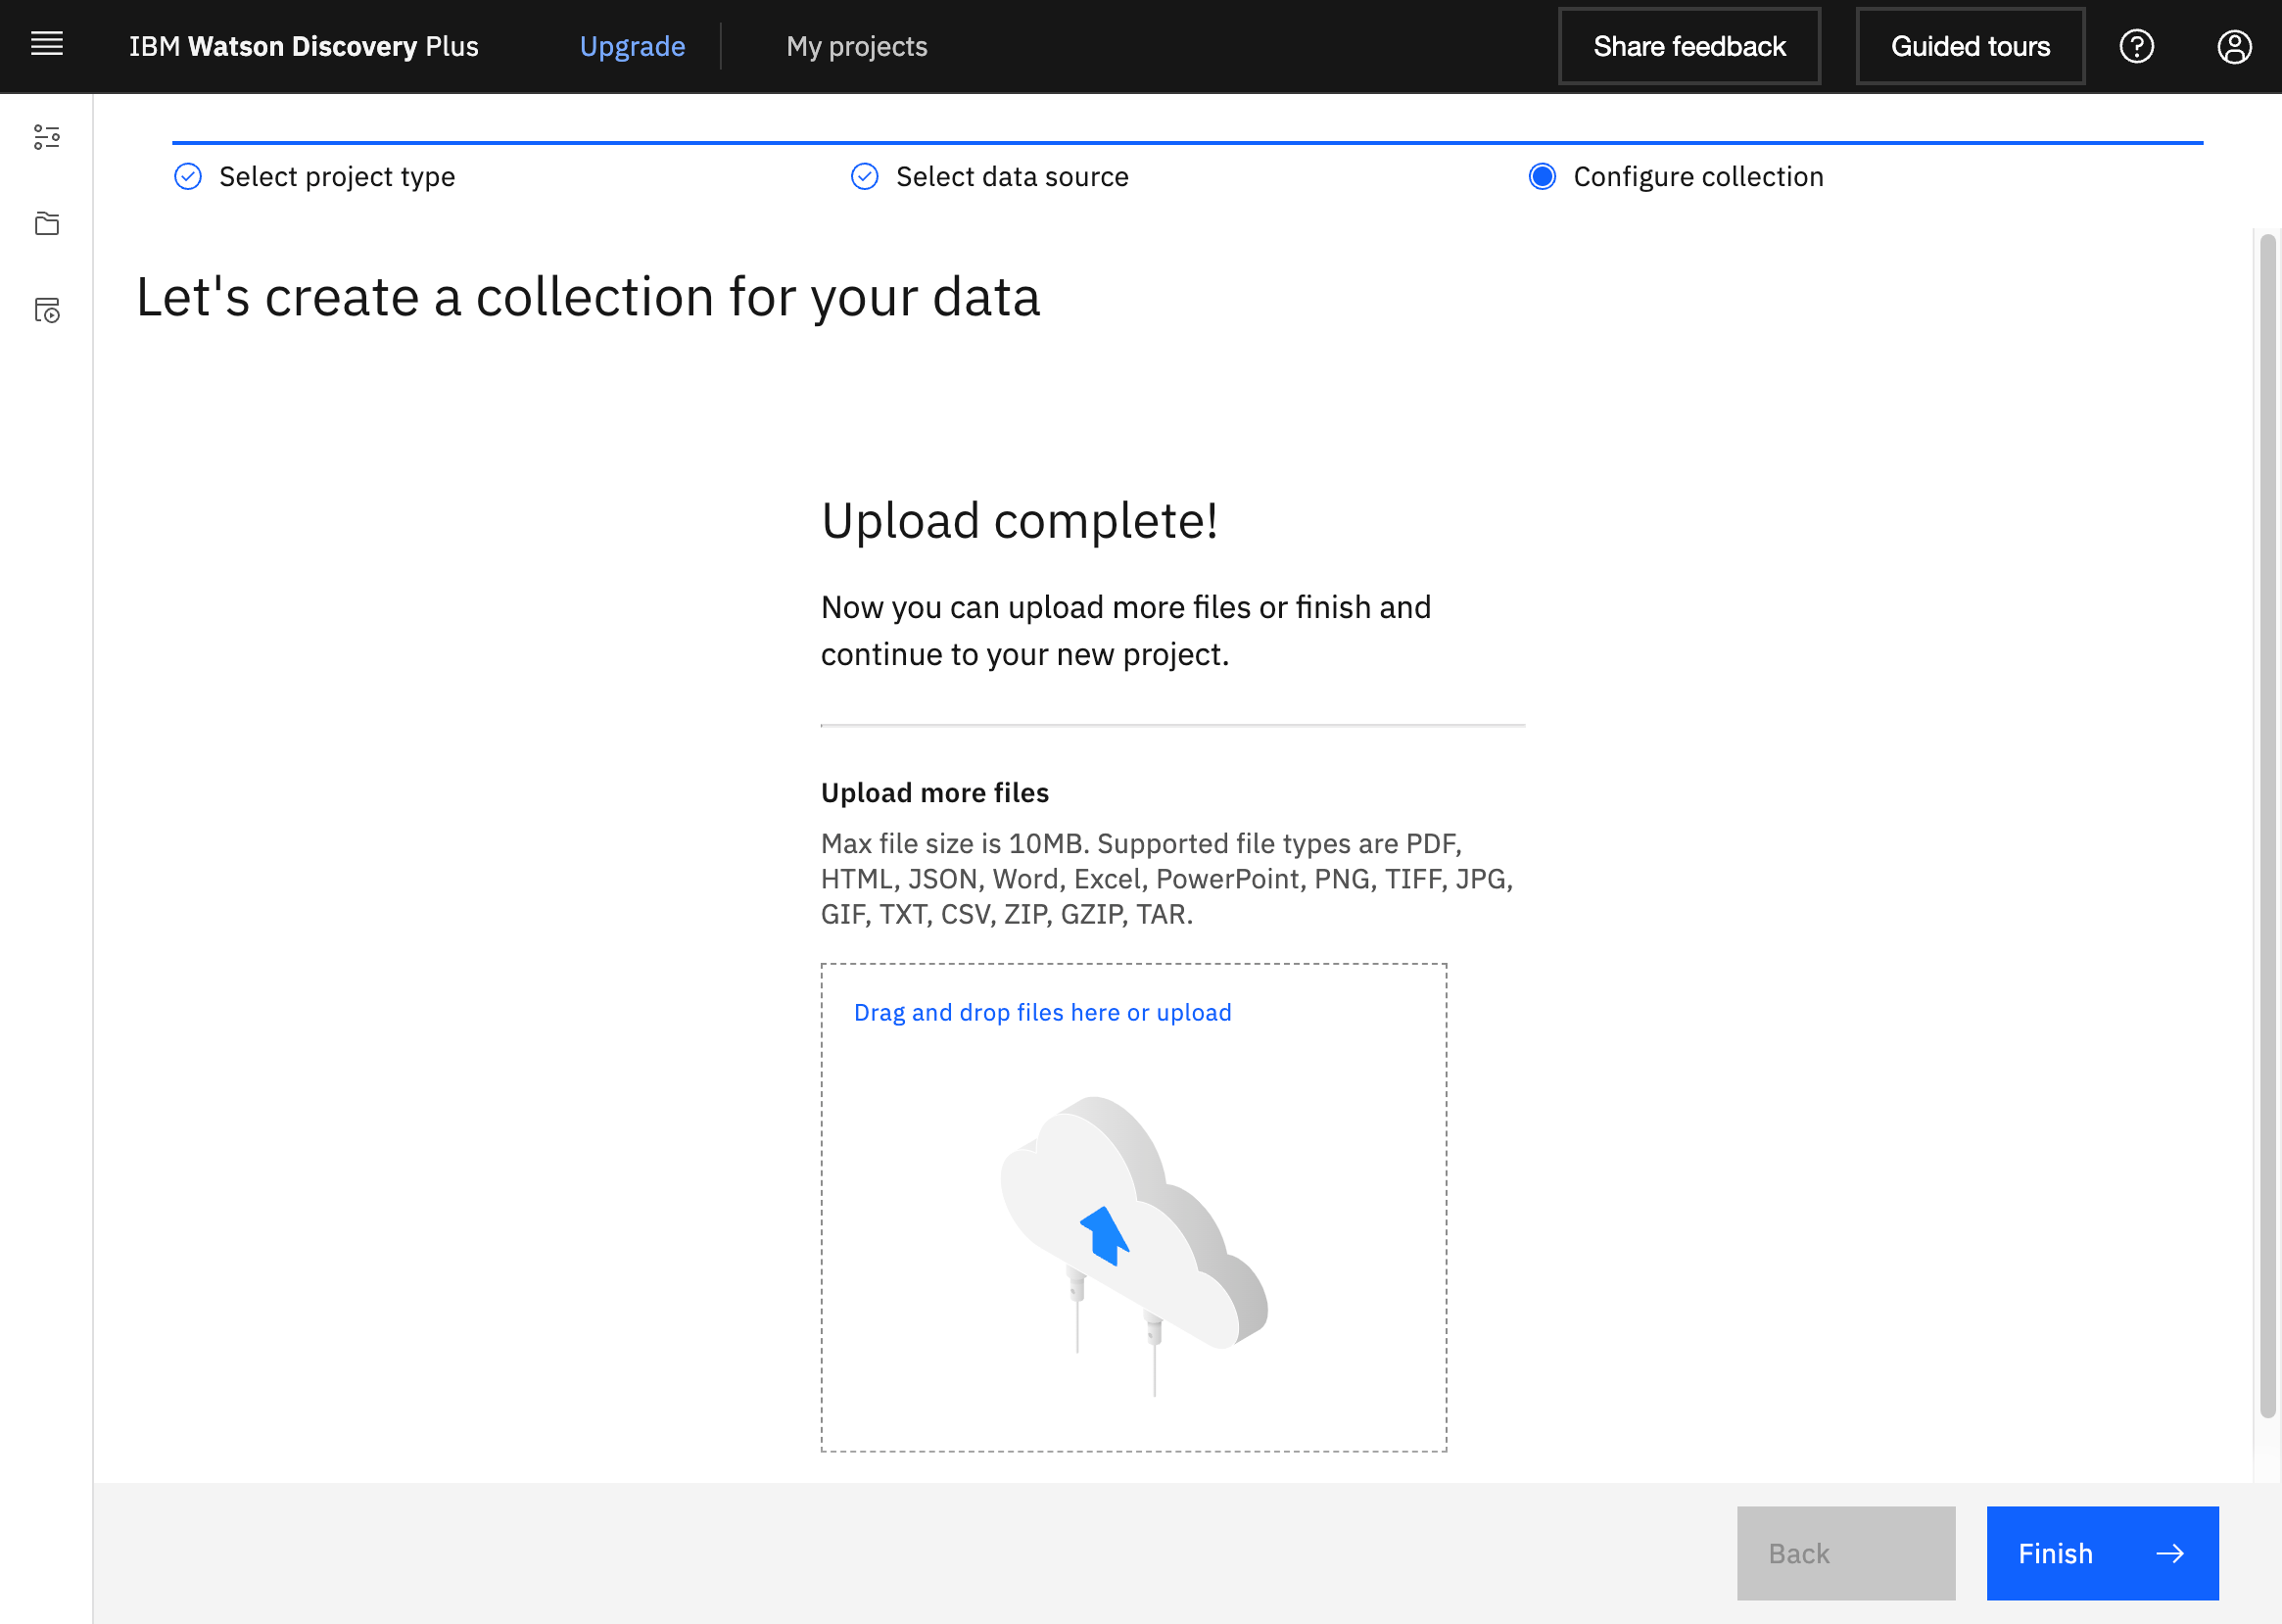 IBM Watson Discovery Plus
Upgrade
My projects
Share feedback
Guided tours
Select project type
Select data source
Configure collection
Let's create a collection for your data
Upload complete!
Now you can upload more files or finish and
continue to your new project.
Upload more files
Max file size is 10MB. Supported file types are PDF,
HTML, JSON, Word, Excel, PowerPoint, PNG, TIFF, JPG,
GIF, TXT, CSV, ZIP, GZIP, TAR.
Drag and drop files here or upload
Back
Finish